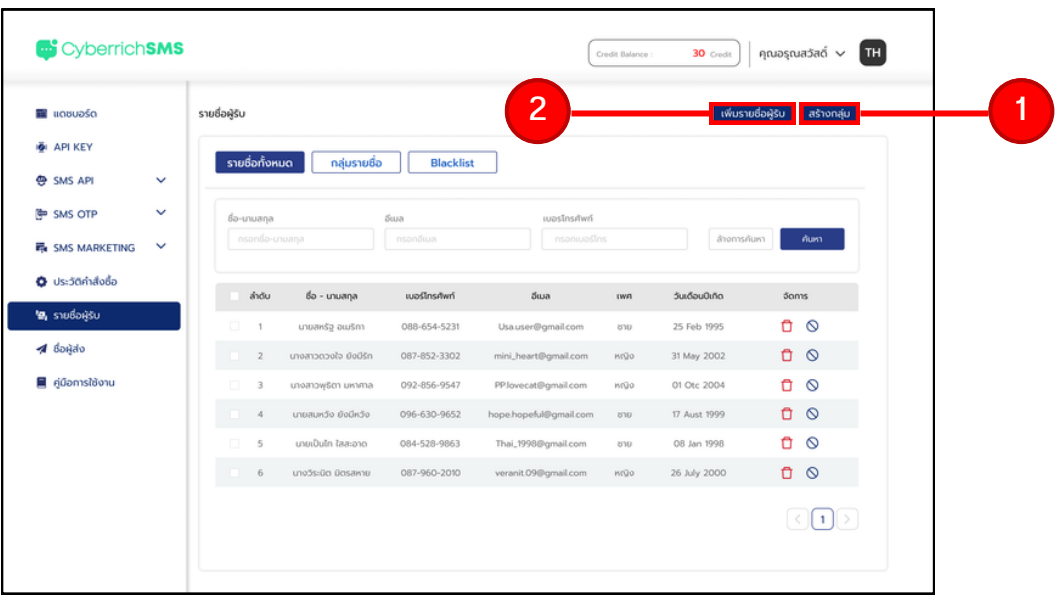 CyberrichSMS
Credit Balance : 30 Credit คุณอรุณสวัสดิ์ TH
แดชบอร์ด
API KEY
SMS API
SMS OTP
SMS MARKETING
ประวัติคำสั่งซื้อ
รายชื่อผู้รับ
ชื่อผู้ส่ง
คู่มือการใช้งาน
รายชื่อผู้รับ 2 เพิ่มรายชื่อผู้รับ สร้างกลุ่ม 1
รายชื่อทั้งหมด กลุ่มรายชื่อ Blacklist
ชื่อ-นามสกุล อีเมล เบอร์โทรศัพท์
กรอกชื่อ-นามสกุล กรอกอีเมล กรอกเบอร์โทร ล้างการค้นหา ค้นหา
ลำดับ ชื่อ - นามสกุล เบอร์โทรศัพท์ อีเมล เพศ วันเดือนปีเกิด จัดการ
1 นายสหรัฐ อเมริกา 088-654-5231 Usa.user@gmail.com ชาย 25 Feb 1995
2 นางสาวดวงใจ ยังมีรัก 087-852-3302 mini_heart@gmail.com หญิง 31 May 2002
3 นางสาวพุธิตา มหาศาล 092-856-9547 PP.lovecat@gmail.com หญิง 01 Otc 2004
4 นายสมหวัง ยังมีหวัง 096-630-9652 hope.hopeful@gmail.com ชาย 17 Aust 1999
5 นายเป็นไท ใสสะอาด 084-528-9863 Thai_1998@gmail.com ชาย 08 Jan 1998
6 นางวีระนิต มิตรสหาย 087-960-2010 veranit.09@gmail.com หญิง 26 July 2000
1